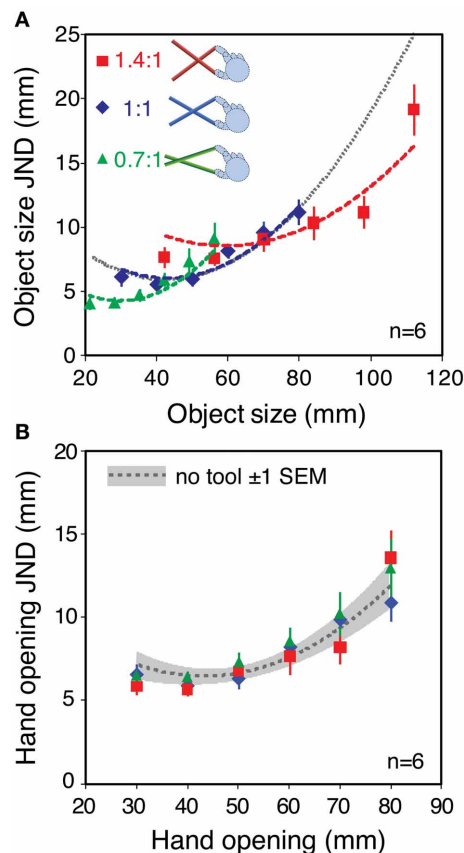 A
Object size JND (mm)
25
20
15
10
5
0
1.4:1
1:1
0.7:1
n=6
20 40 60 80 100 120
Object size (mm)
B
Hand opening JND (mm)
20
15
10
5
0
no tool ±1 SEM
n=6
20 30 40 50 60 70 80 90
Hand opening (mm)